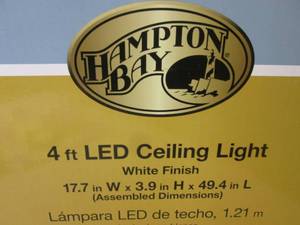 HAMPTON
BAY
4 ft LED Ceiling Light
White Finish
17.7 in W x 3.9 in H x 49.4 in L
(Assembled Dimensions)
Lámpara LED de techo, 1.21 m